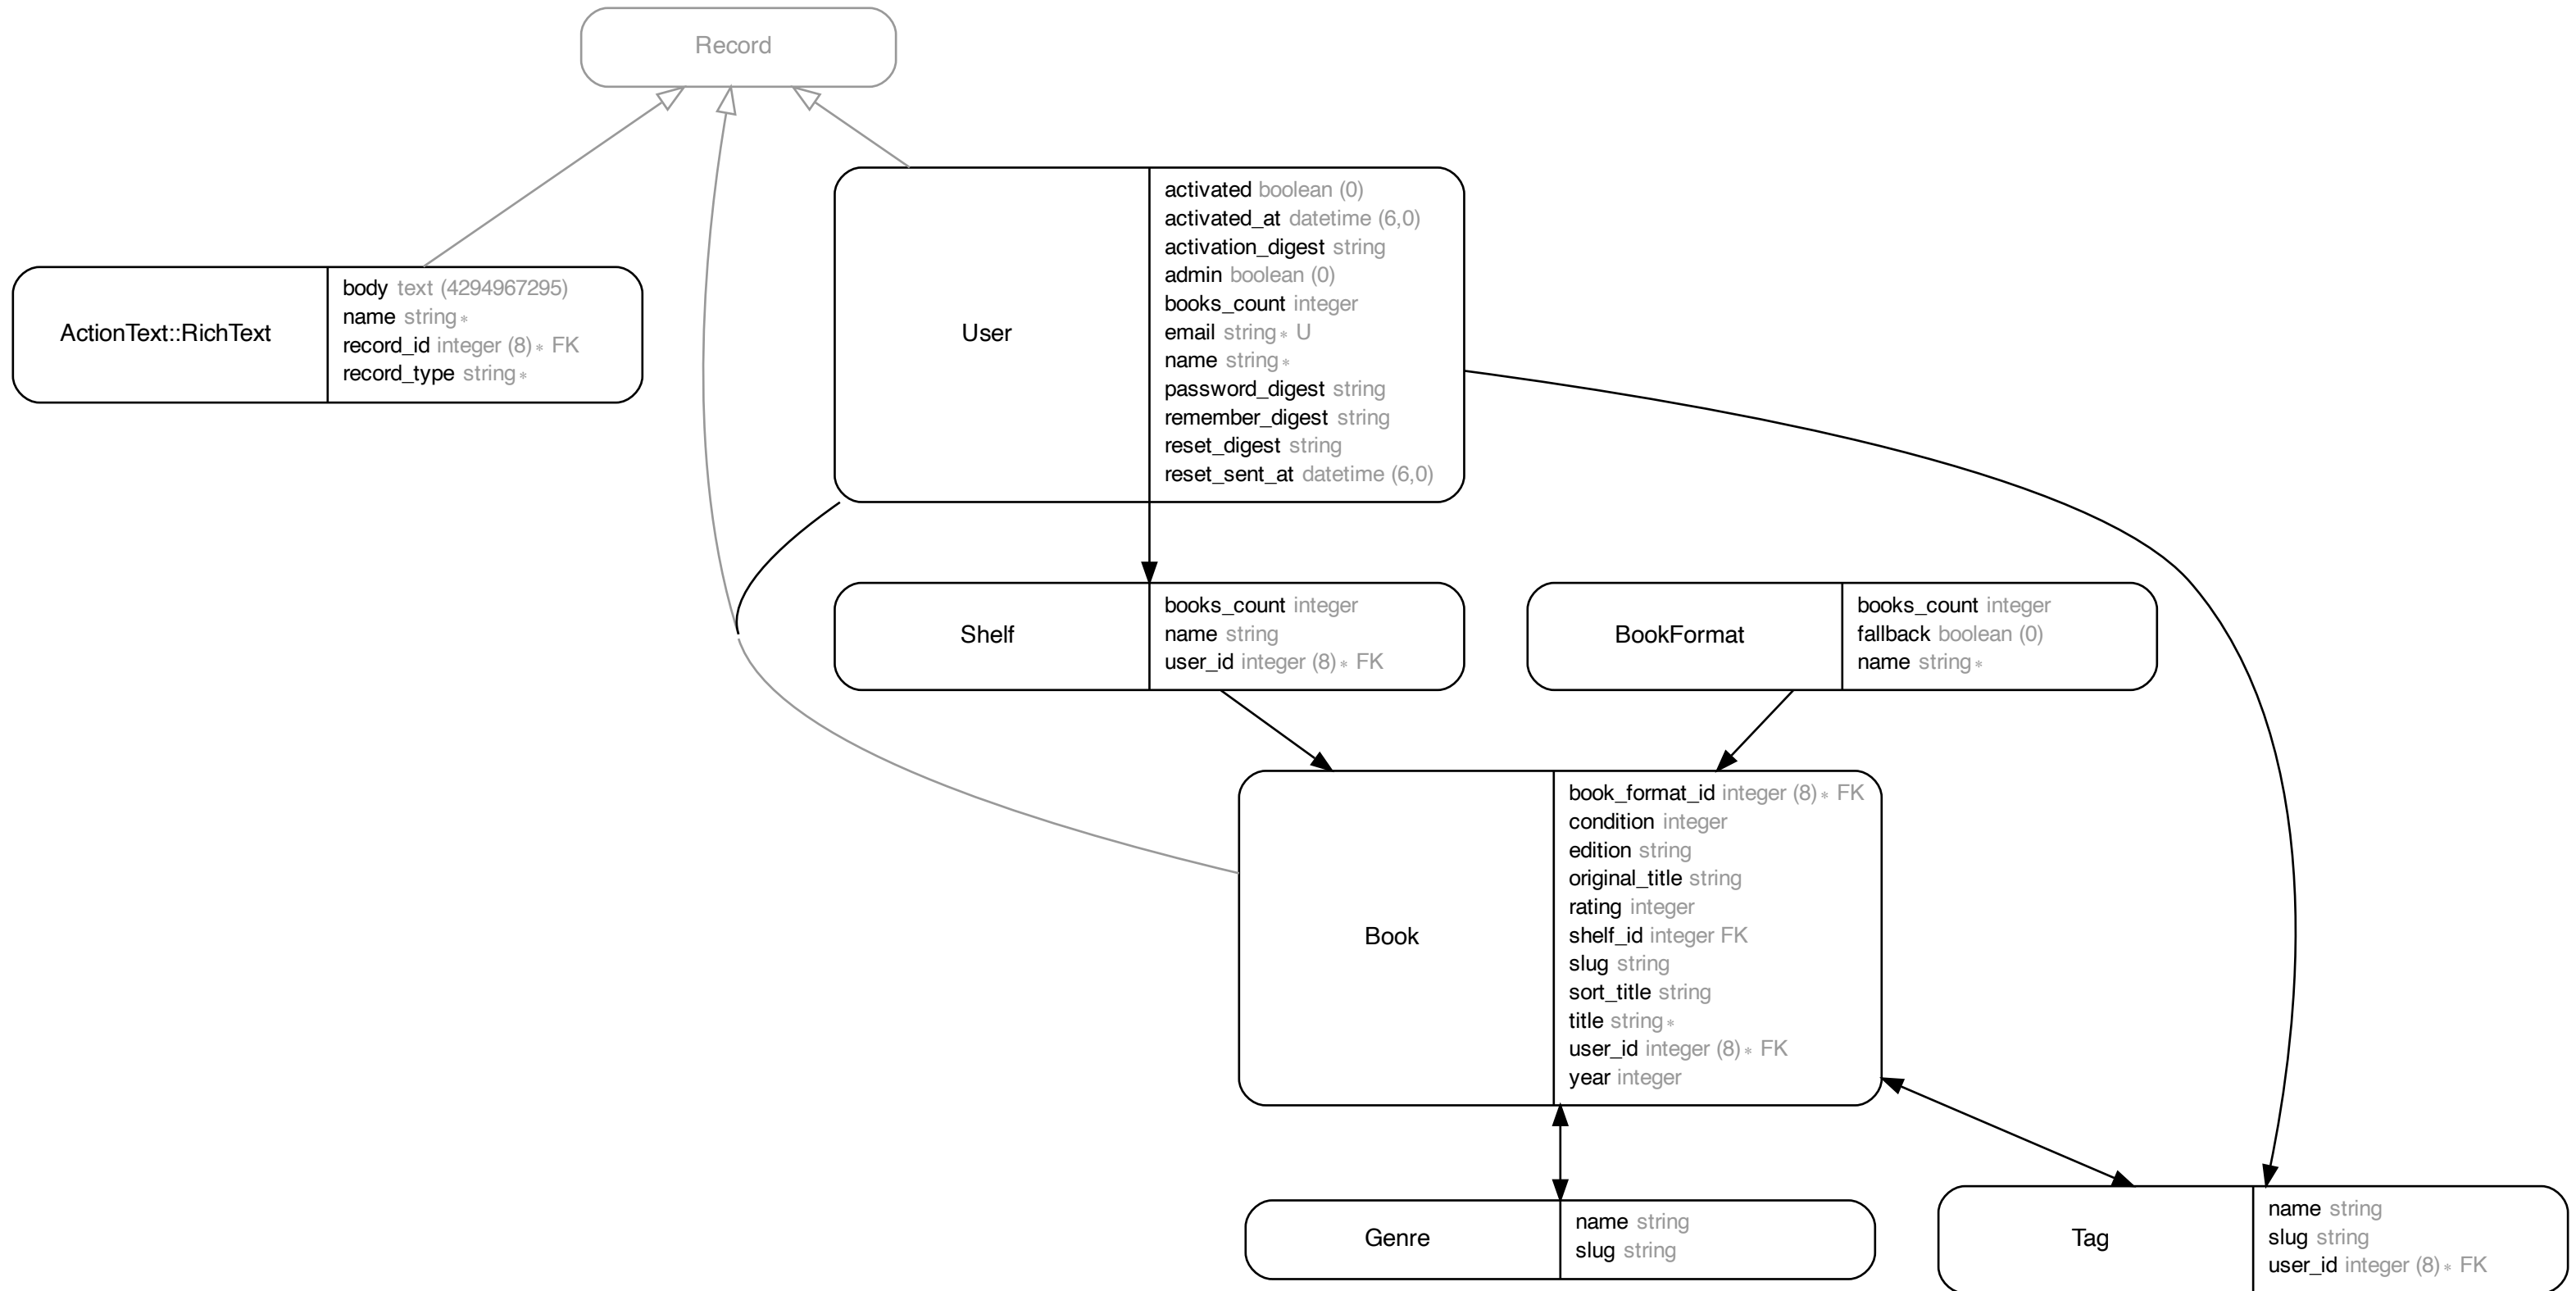 Record
ActionText::RichText
body text (4294967295)
name string *
record_id integer (8) * FK
record_type string *
User
activated boolean (0)
activated_at datetime (6,0)
activation_digest string
admin boolean (0)
books_count integer
email string * U
name string *
password_digest string
remember_digest string
reset_digest string
reset_sent_at datetime (6,0)
Shelf
books_count integer
name string
user_id integer (8) * FK
BookFormat
books_count integer
fallback boolean (0)
name string *
Book
book_format_id integer (8) * FK
condition integer
edition string
original_title string
rating integer
shelf_id integer FK
slug string
sort_title string
title string *
user_id integer (8) * FK
year integer
Genre
name string
slug string
Tag
name string
slug string
user_id integer (8) * FK